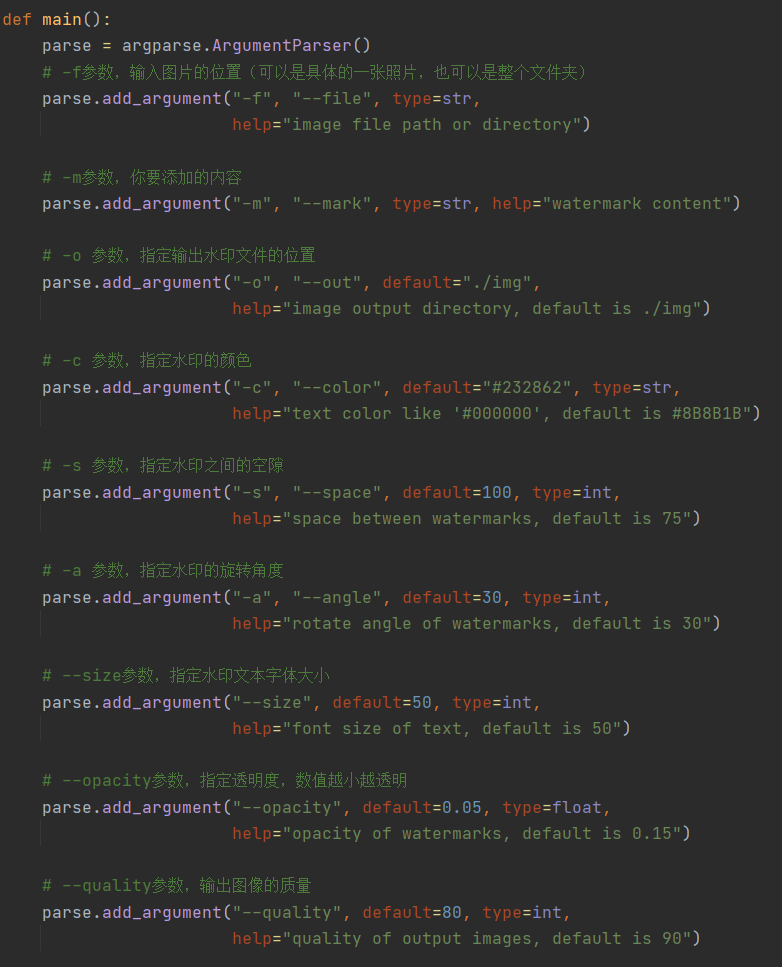 def main():
parse = argparse.ArgumentParser()
# -f参数，输入图片的位置（可以是具体的一张照片，也可以是整个文件夹）
parse.add_argument("-f", "--file", type=str,
help="image file path or directory")
# -m参数，你要添加的内容
parse.add_argument("-m", "--mark", type=str, help="watermark content")
# -o 参数，指定输出水印文件的位置
parse.add_argument("-o", "--out", default="./img",
help="image output directory, default is ./img")
# -c 参数，指定水印的颜色
parse.add_argument("-c", "--color", default="#232862", type=str,
help="text color like '#000000', default is #8B8B1B")
# -s 参数，指定水印之间的空隙
parse.add_argument("-s", "--space", default=100, type=int,
help="space between watermarks, default is 75")
# -a 参数，指定水印的旋转角度
parse.add_argument("-a", "--angle", default=30, type=int,
help="rotate angle of watermarks, default is 30")
# --size参数，指定水印文本字体大小
parse.add_argument("--size", default=50, type=int,
help="font size of text, default is 50")
# --opacity参数，指定透明度，数值越小越透明
parse.add_argument("--opacity", default=0.05, type=float,
help="opacity of watermarks, default is 0.15")
# --quality参数，输出图像的质量
parse.add_argument("--quality", default=80, type=int,
help="quality of output images, default is 90")